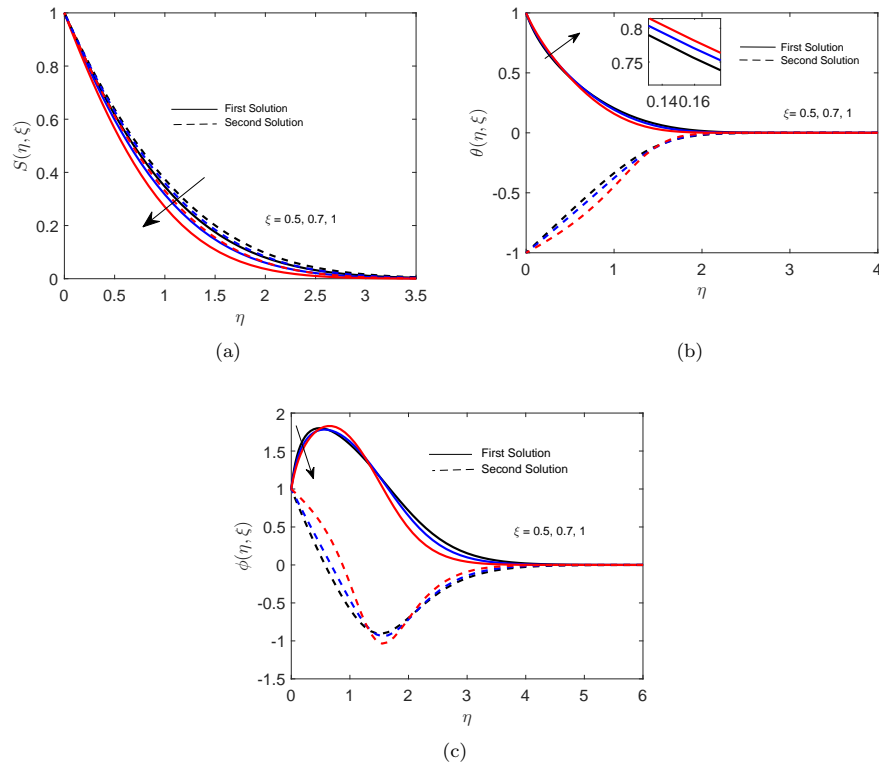 1
0.8
0.6
0.4
0.2
0
S(η, ξ)
First Solution
Second Solution
ξ = 0.5, 0.7, 1
0 0.5 1 1.5 2 2.5 3 3.5
η
(a)
1
0.5
0
-0.5
-1
θ(η, ξ)
0.8
0.75
0.14 0.16
First Solution
Second Solution
ξ= 0.5, 0.7, 1
0 1 2 3 4
η
(b)
2
1.5
1
0.5
0
-0.5
-1
-1.5
ϕ(η, ξ)
First Solution
Second Solution
ξ = 0.5, 0.7, 1
0 1 2 3 4 5 6
η
(c)